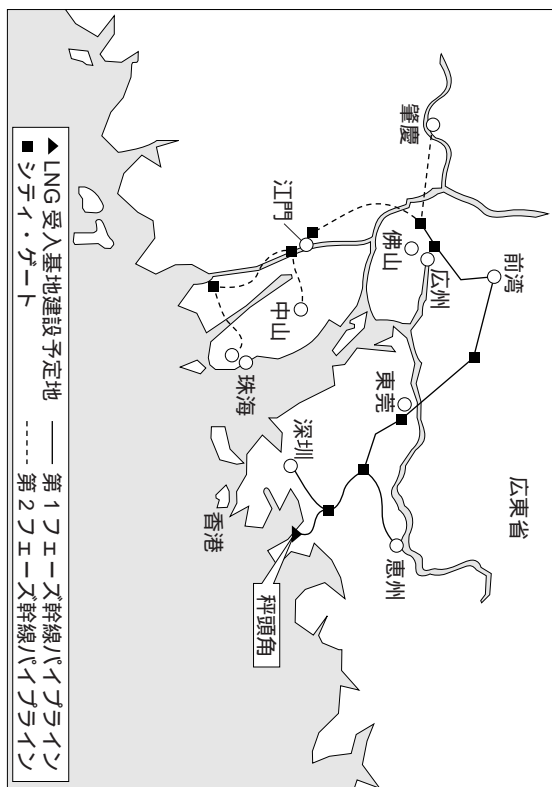 広東省
肇慶
前湾
広州
佛山
江門
中山
珠海
東莞
恵州
深圳
香港
秤頭角
▲ LNG 受入基地建設予定地
■ シティ・ゲート
第1フェーズ幹線パイプライン
第2フェーズ幹線パイプライン